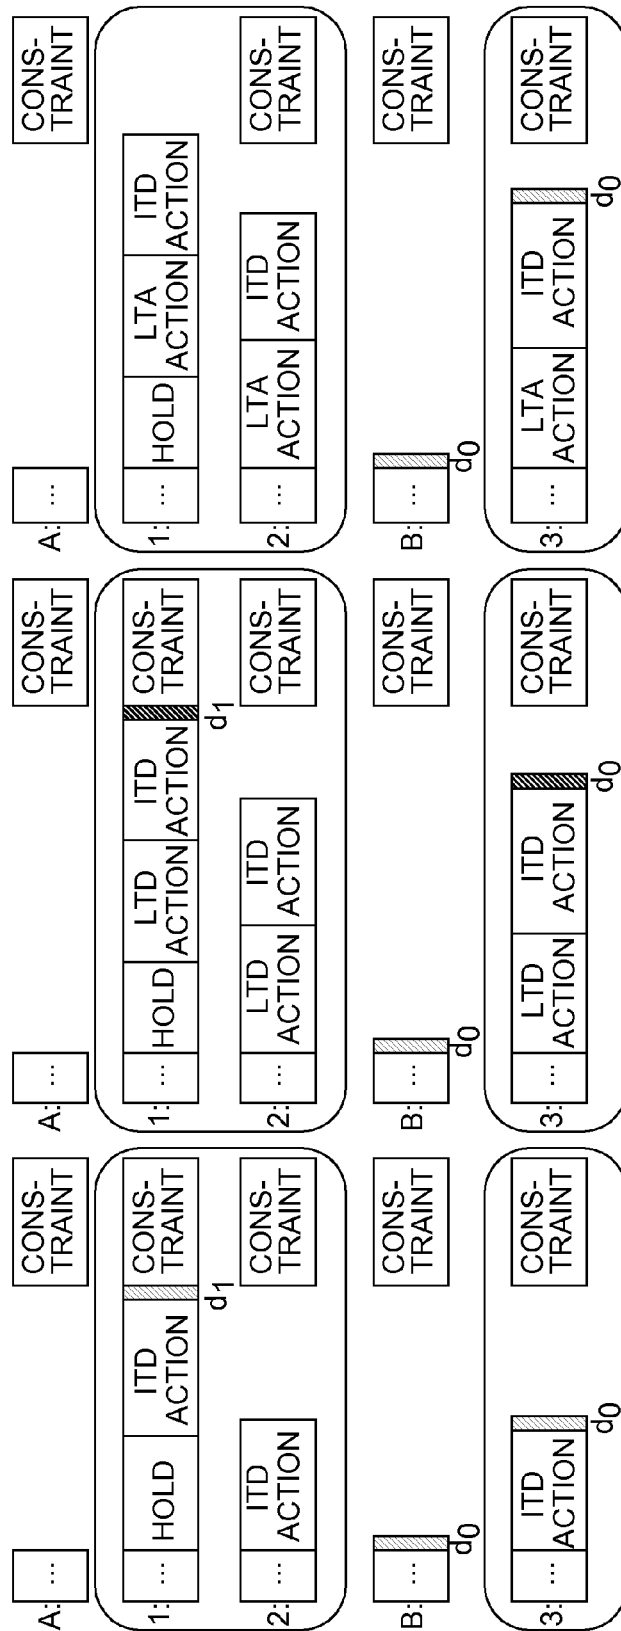 A: ...
CONS-
TRAINT
1: ...
HOLD
ITD
ACTION
CONS-
TRAINT
d1
2: ...
ITD
ACTION
CONS-
TRAINT
B: ...
d0
CONS-
TRAINT
3: ...
ITD
ACTION
d0
CONS-
TRAINT
A: ...
CONS-
TRAINT
1: ...
HOLD
LTD
ACTION
ITD
ACTION
CONS-
TRAINT
d1
2: ...
LTD
ACTION
ITD
ACTION
CONS-
TRAINT
B: ...
d0
CONS-
TRAINT
3: ...
LTD
ACTION
ITD
ACTION
d0
CONS-
TRAINT
A: ...
CONS-
TRAINT
1: ...
HOLD
LTA
ACTION
ITD
ACTION
2: ...
LTA
ACTION
ITD
ACTION
CONS-
TRAINT
B: ...
d0
CONS-
TRAINT
3: ...
LTA
ACTION
ITD
ACTION
d0
CONS-
TRAINT